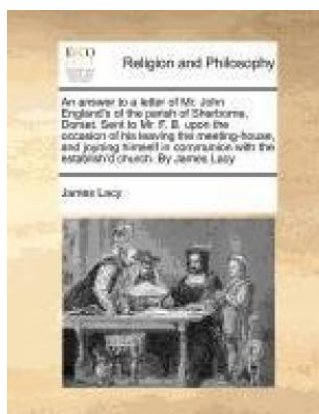 ECCO
Religion and Philosophy
An answer to a letter of Mr. John
England's of the parish of Sherborne,
Dorset. Sent to Mr. F. B. upon the
occasion of his leaving the meeting-house,
and joyning himself in communion with the
establish'd church. By James Lacy
James Lacy